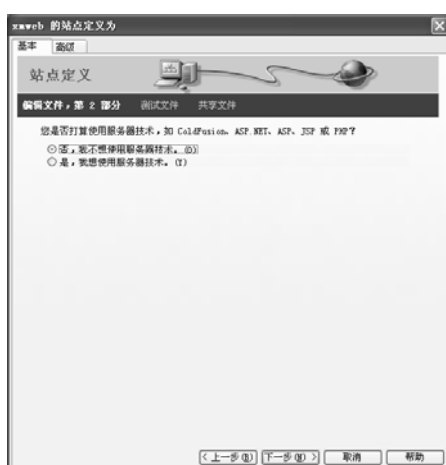 xmweb 的站点定义为
基本 高级
站点定义
编辑文件，第 2 部分 测试文件 共享文件
您是否打算使用服务器技术，如 ColdFusion、ASP.NET、ASP、JSP 或 PHP？
否，我不想使用服务器技术。(O)
是，我想使用服务器技术。(Y)
< 上一步(B) 下一步(N) > 取消 帮助